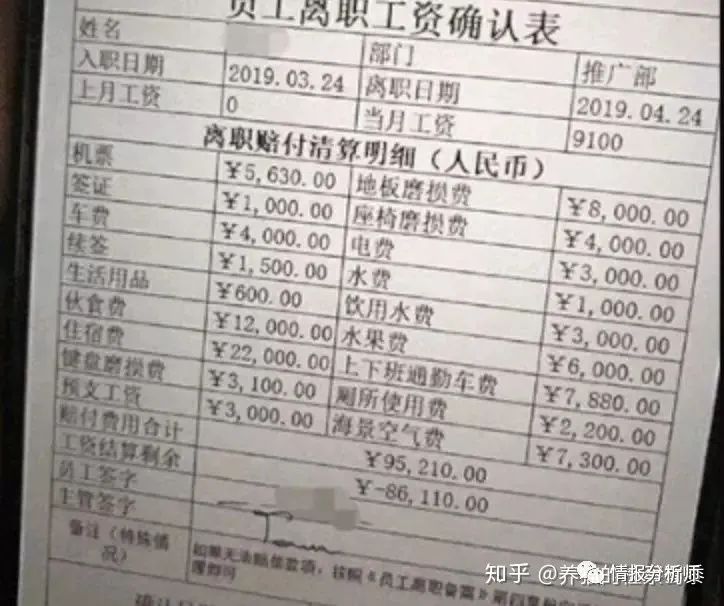 员工离职工资确认表
姓名 部门 推广部
入职日期 2019.03.24 离职日期 2019.04.24
上月工资 0 当月工资 9100
离职赔付清算明细（人民币）
机票 ¥5,630.00 地板磨损费 ¥8,000.00
签证 ¥1,000.00 座椅磨损费 ¥4,000.00
车费 ¥4,000.00 电费 ¥3,000.00
续签 ¥1,500.00 水费 ¥1,000.00
生活用品 ¥600.00 饮用水费 ¥3,000.00
伙食费 ¥12,000.00 水果费 ¥6,000.00
住宿费 ¥22,000.00 上下班通勤车费 ¥7,880.00
键盘磨损费 ¥3,100.00 厕所使用费 ¥2,200.00
预支工资 ¥3,000.00 海景空气费 ¥7,300.00
赔付费用合计 ¥95,210.00
工资结算剩余 ¥-86,110.00
员工签字
主管签字
备注（特殊情况） 如果无法赔偿款项，按照《员工离职备案》第四章
理即可
知乎 @养
情报分析师